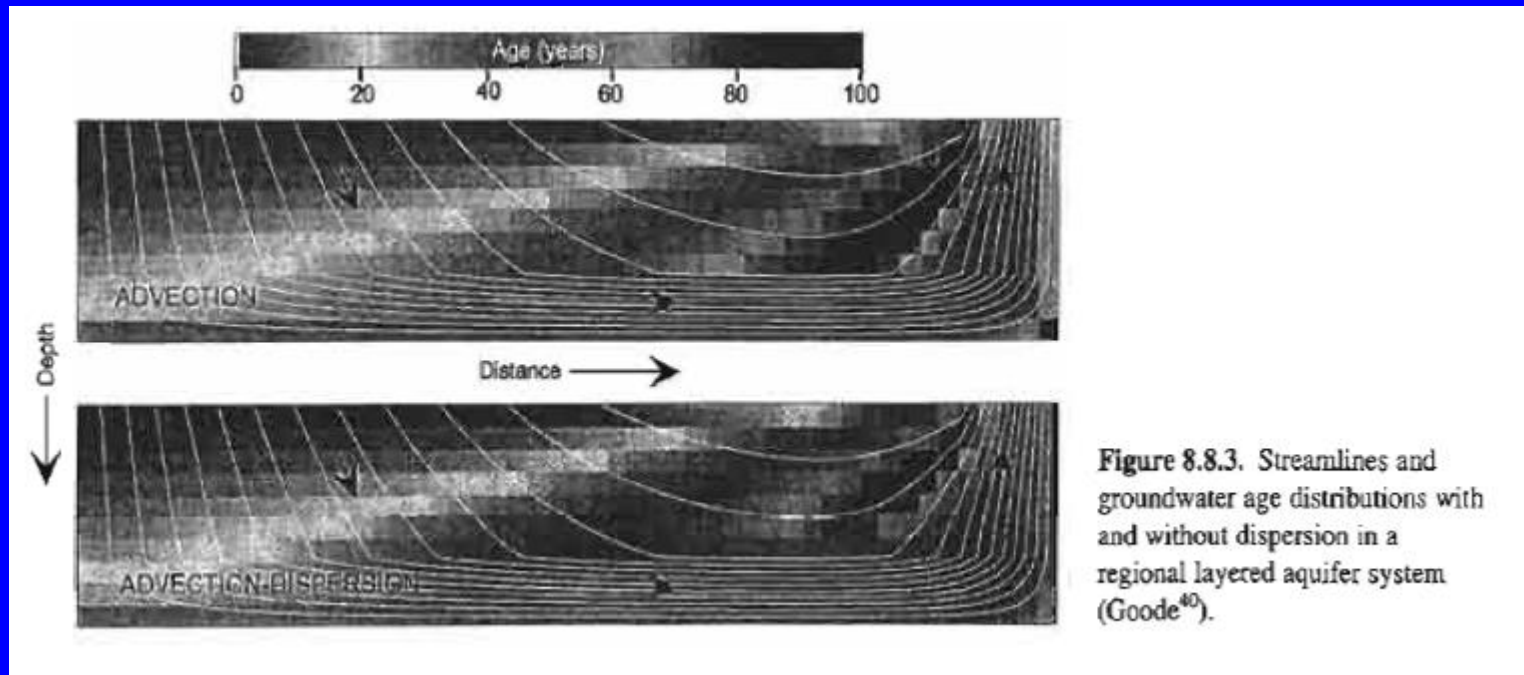 Age (years)
0 20 40 60 80 100
ADVECTION
Depth
Distance
ADVECTION-DISPERSION
Figure 8.8.3. Streamlines and
groundwater age distributions with
and without dispersion in a
regional layered aquifer system
(Goode⁴⁰).